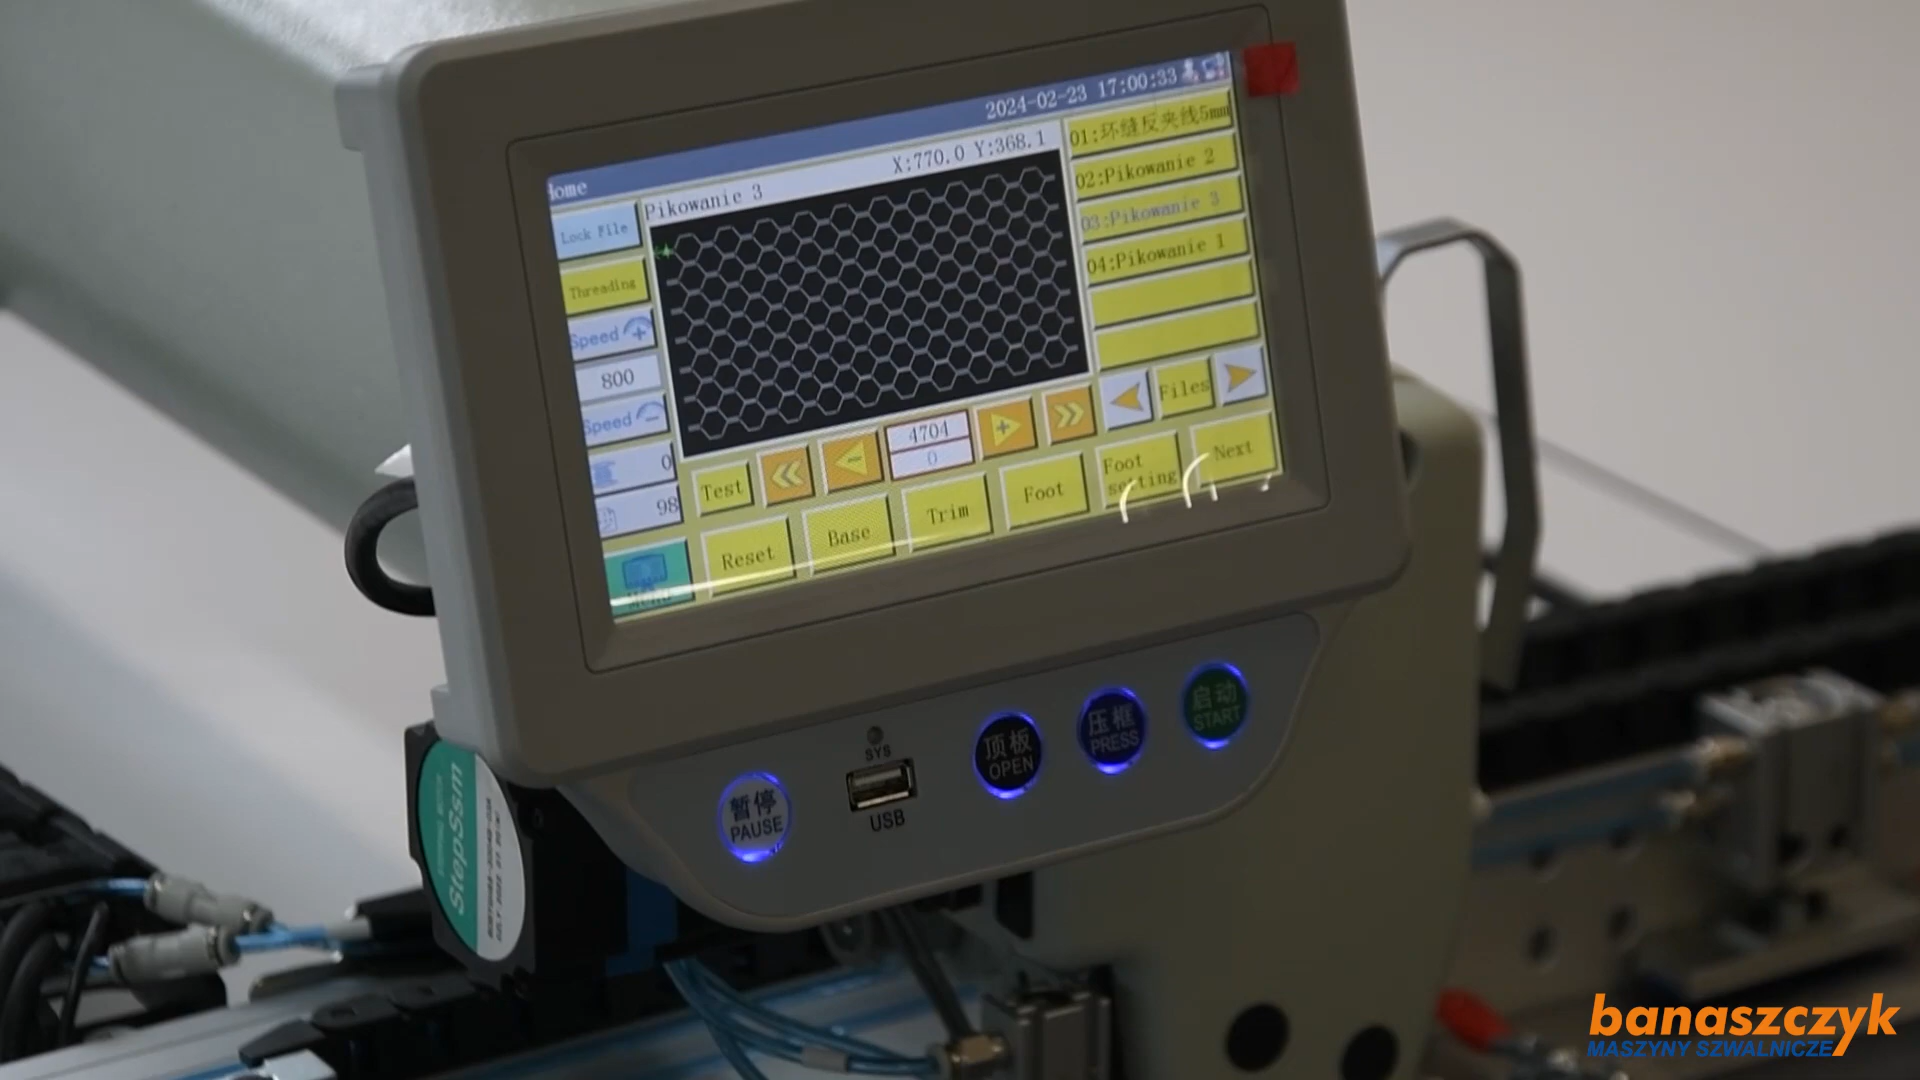 2024-02-23 17:00:33
Home
Pikowanie 3
X:770.0 Y:368.1
Lock File
Threading
Speed
800
Speed
0
98
01:环缝反夹线5mm
02:Pikowanie 2
03:Pikowanie 3
04:Pikowanie 1
Files
4704
0
Test
Reset
Base
Trim
Foot
Foot setting
Next
Menu
SYS
USB
暂停
PAUSE
顶板
OPEN
压框
PRESS
启动
START
StepSsm
banaszczyk
MASZYNY SZWALNICZE